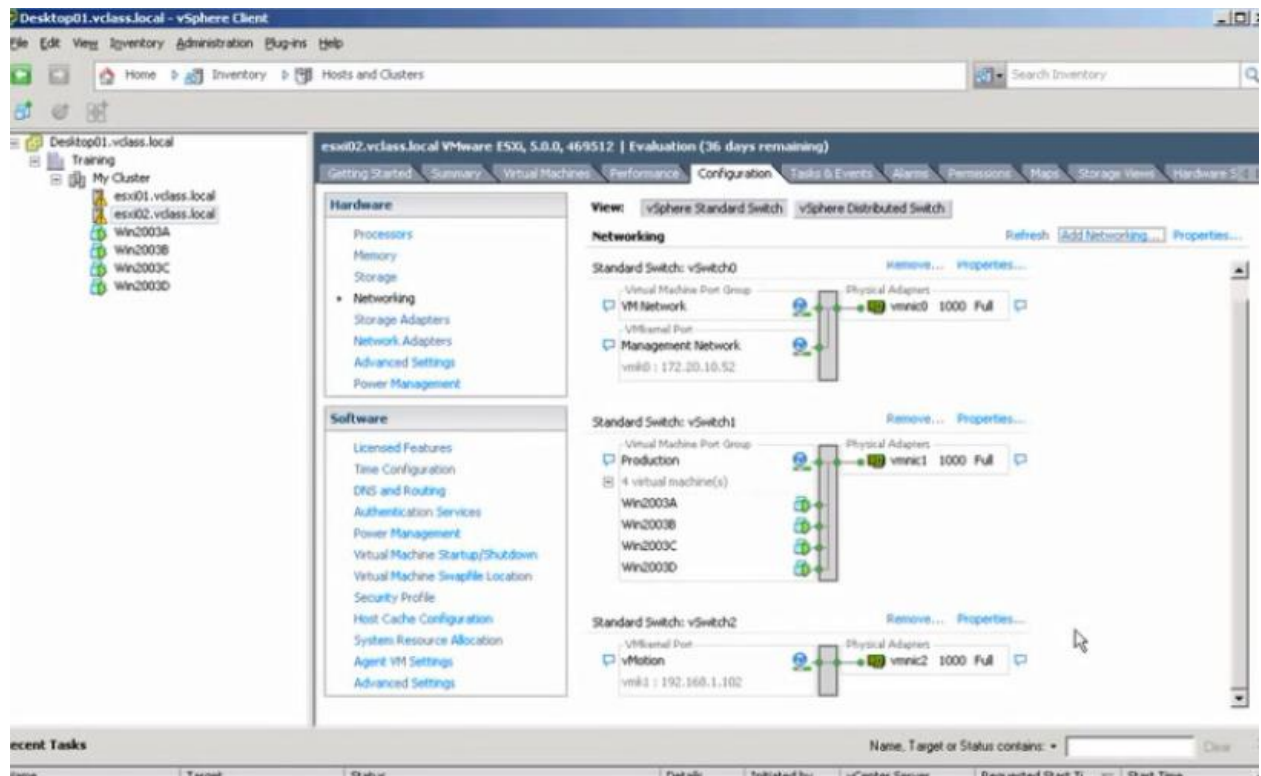 Desktop01.vclass.local - vSphere Client
File Edit View Inventory Administration Plug-ins Help
Home Inventory Hosts and Clusters
Search Inventory
Desktop01.vclass.local
Training
My Cluster
esxi01.vclass.local
esxi02.vclass.local
Win2003A
Win2003B
Win2003C
Win2003D
esxi02.vclass.local VMware ESXi, 5.0.0, 469512 | Evaluation (36 days remaining)
Getting Started Summary Virtual Machines Performance Configuration Tasks & Events Alarms Permissions Maps Storage Views Hardware S
Hardware
Processors
Memory
Storage
Networking
Storage Adapters
Network Adapters
Advanced Settings
Power Management
Software
Licensed Features
Time Configuration
DNS and Routing
Authentication Services
Power Management
Virtual Machine Startup/Shutdown
Virtual Machine Swapfile Location
Security Profile
Host Cache Configuration
System Resource Allocation
Agent VM Settings
Advanced Settings
View: vSphere Standard Switch vSphere Distributed Switch
Networking
Refresh Add Networking... Properties...
Standard Switch: vSwitch0 Remove... Properties...
Virtual Machine Port Group Physical Adapters
VM Network vmnic0 1000 Full
VMkernel Port
Management Network
vmk0 : 172.20.10.52
Standard Switch: vSwitch1 Remove... Properties...
Virtual Machine Port Group Physical Adapters
Production vmnic1 1000 Full
4 virtual machine(s)
Win2003A
Win2003B
Win2003C
Win2003D
Standard Switch: vSwitch2 Remove... Properties...
VMkernel Port Physical Adapters
vMotion vmnic2 1000 Full
vmk1 : 192.168.1.102
ecent Tasks
Name, Target or Status contains: Clear
Name Target Status Details Initiated by vCenter Server Requested Start Ti Start Time